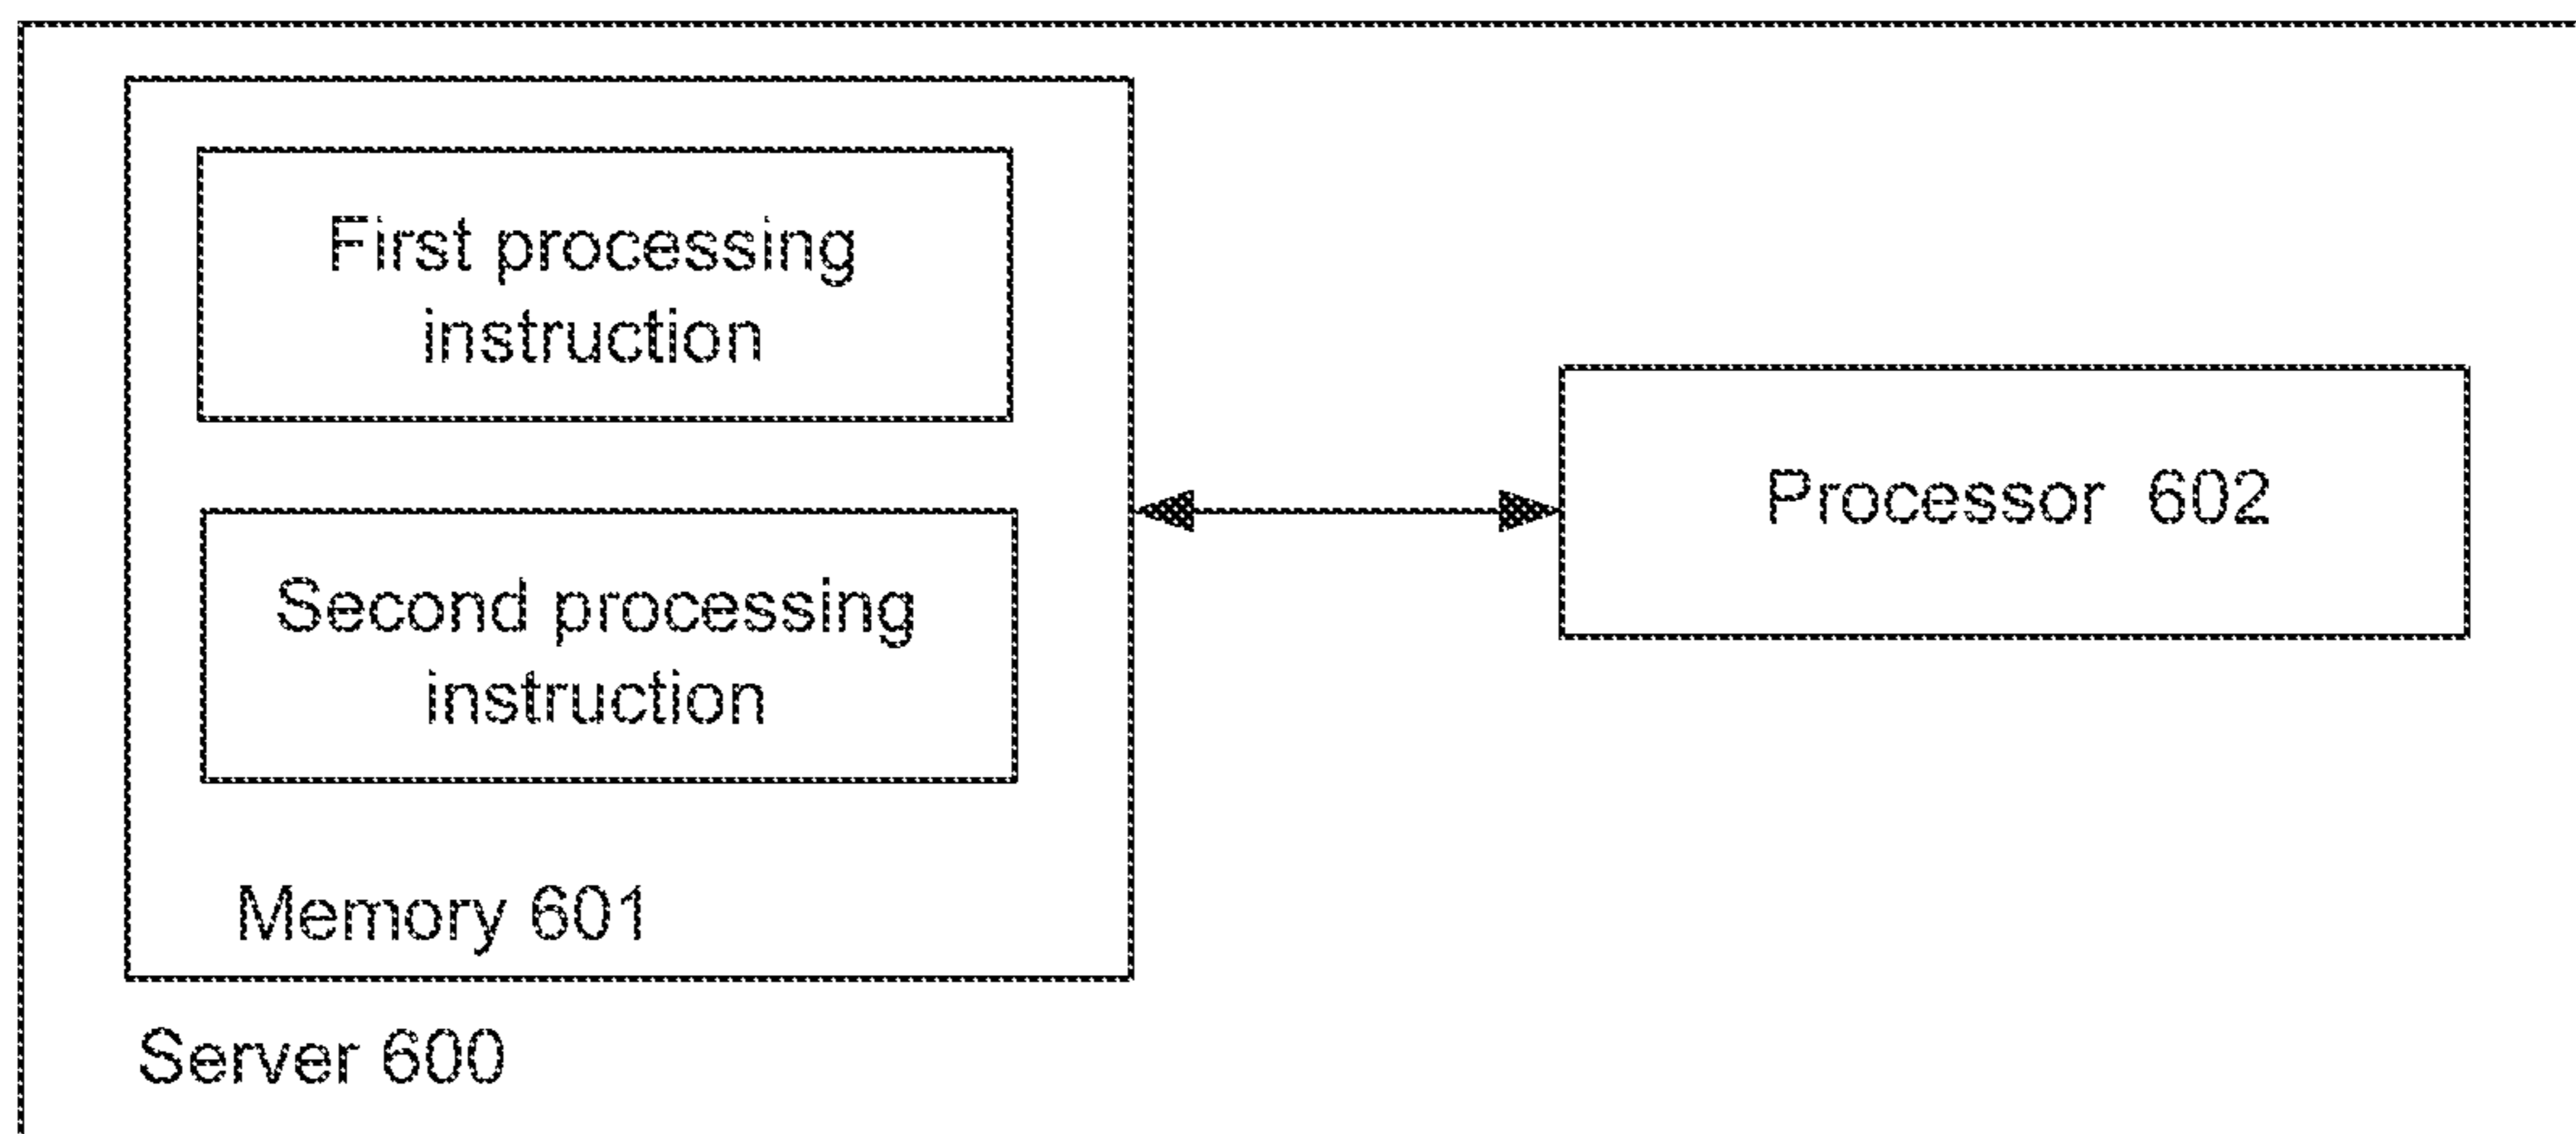 First processing
instruction
Processor 602
Second processing
instruction
Memory 601
Server 600